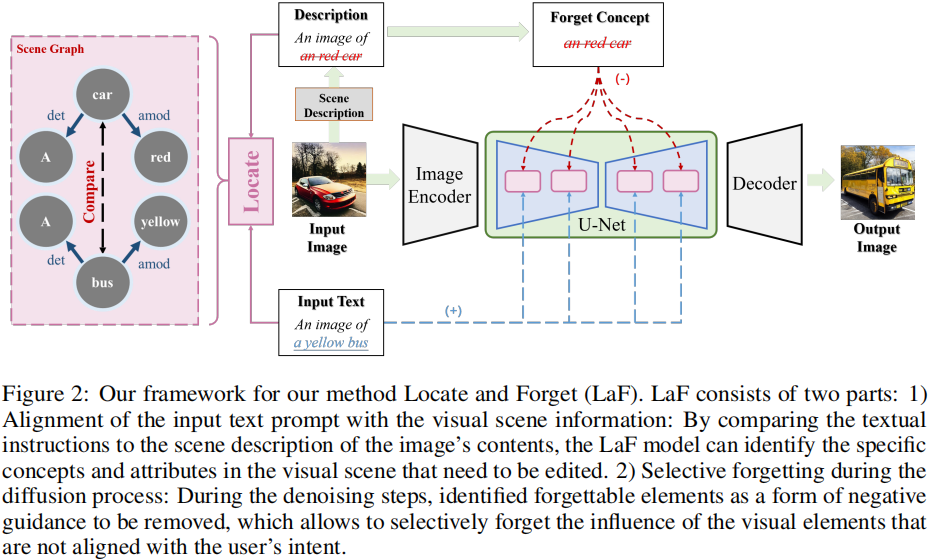 Scene Graph
car
det
amod
A
red
Compare
A
yellow
det
amod
bus
Locate
Description
An image of
an red car
Scene
Description
Input
Image
Input Text
An image of
a yellow bus
Forget Concept
an red car
(-)
(+)
Image
Encoder
U-Net
Decoder
Output
Image
Figure 2: Our framework for our method Locate and Forget (LaF). LaF consists of two parts: 1)
Alignment of the input text prompt with the visual scene information: By comparing the textual
instructions to the scene description of the image's contents, the LaF model can identify the specific
concepts and attributes in the visual scene that need to be edited. 2) Selective forgetting during the
diffusion process: During the denoising steps, identified forgettable elements as a form of negative
guidance to be removed, which allows to selectively forget the influence of the visual elements that
are not aligned with the user's intent.